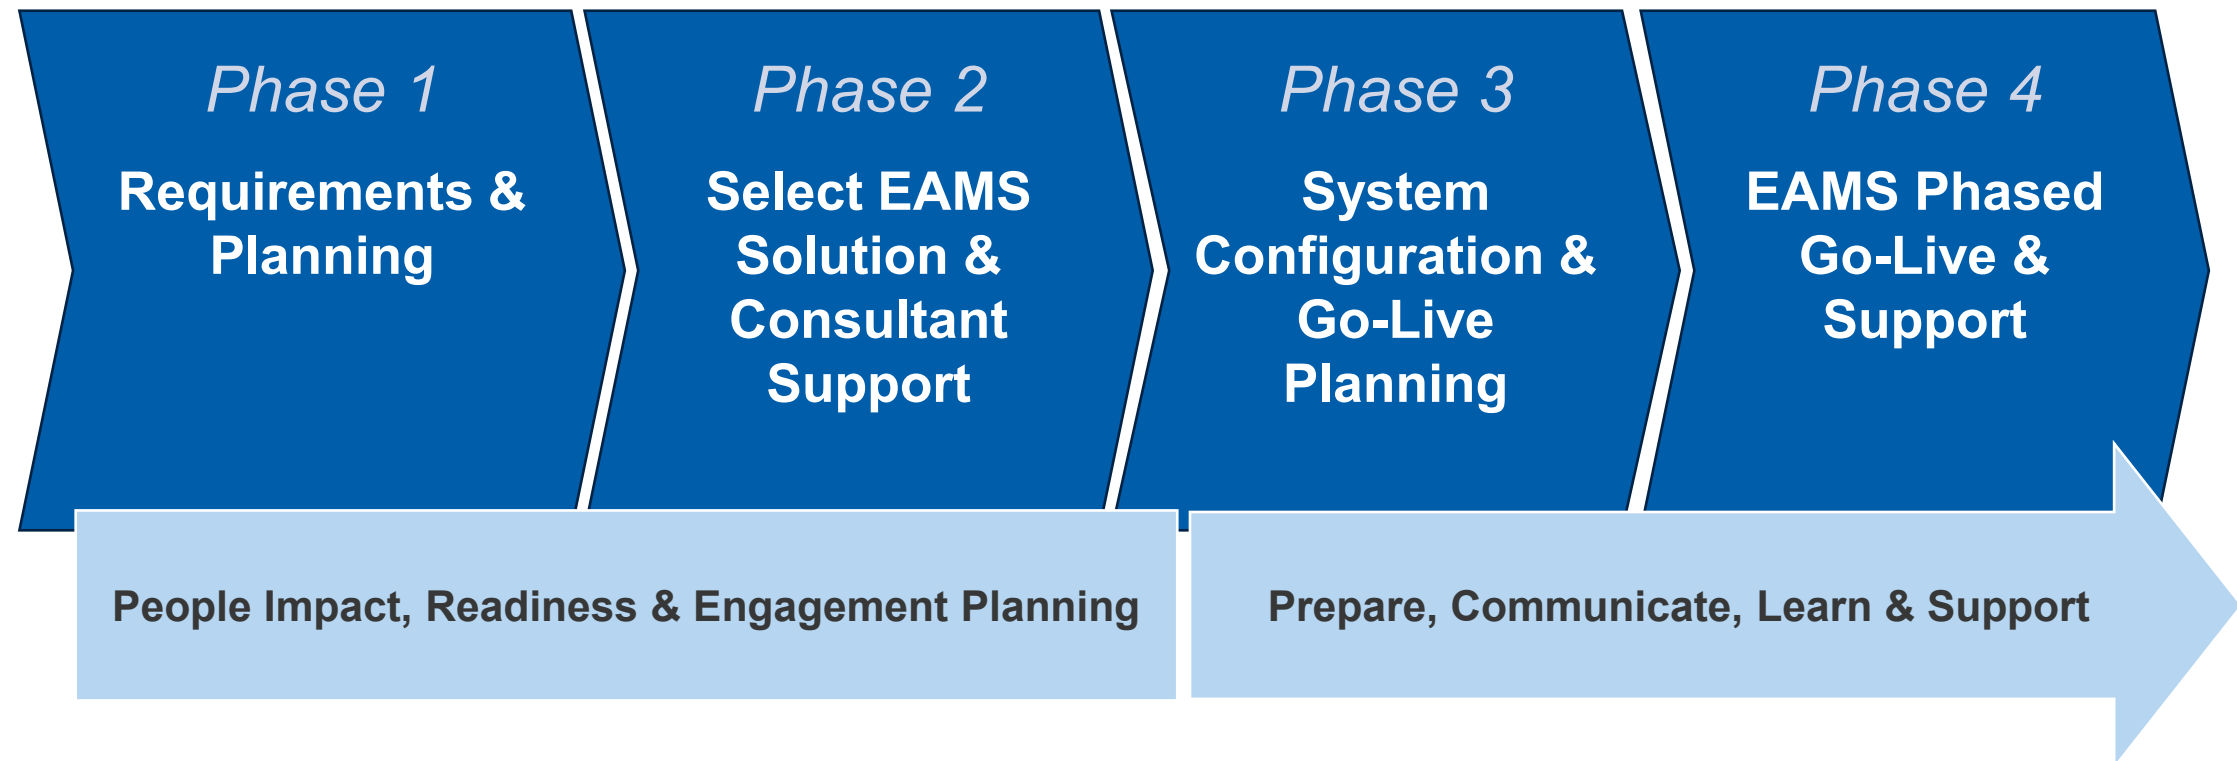 Phase 1
Requirements &
Planning
Phase 2
Select EAMS
Solution &
Consultant
Support
Phase 3
System
Configuration &
Go-Live
Planning
Phase 4
EAMS Phased
Go-Live &
Support
People Impact, Readiness & Engagement Planning
Prepare, Communicate, Learn & Support